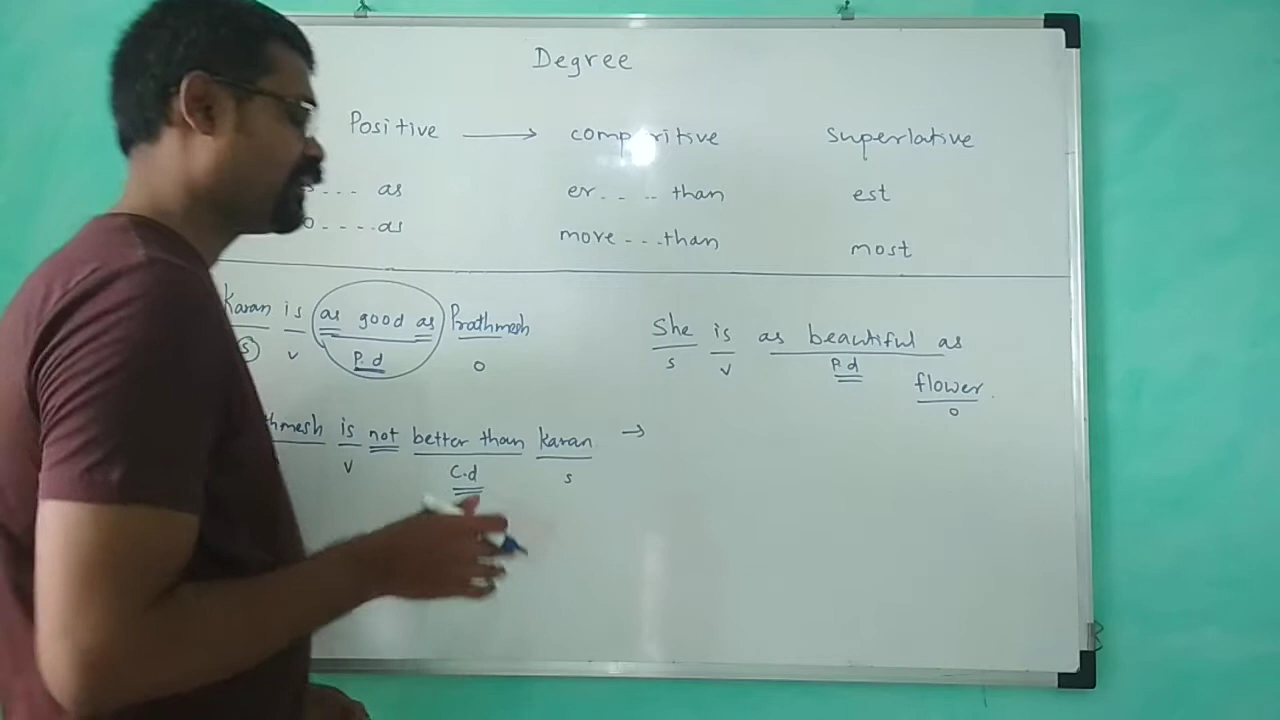 Degree
Positive → comparitive superlative
... as er.. .. than est
....as more ...than most
Karan is as good as Prathmesh
S v P.d o
She is as beautiful as
s v P.d
flower.
o
is not better than karan →
v C.d s